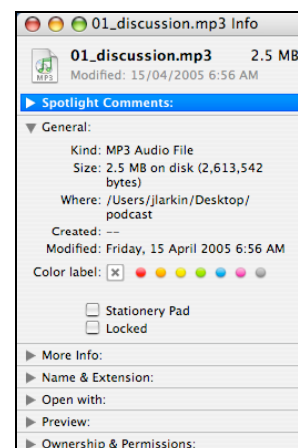 01_discussion.mp3 Info
01_discussion.mp3 2.5 MB
Modified: 15/04/2005 6:56 AM
MP3
Spotlight Comments:
General:
Kind: MP3 Audio File
Size: 2.5 MB on disk (2,613,542
bytes)
Where: /Users/jlarkin/Desktop/
podcast
Created: --
Modified: Friday, 15 April 2005 6:56 AM
Color label:
Stationery Pad
Locked
More Info:
Name & Extension:
Open with:
Preview:
Ownership & Permissions: